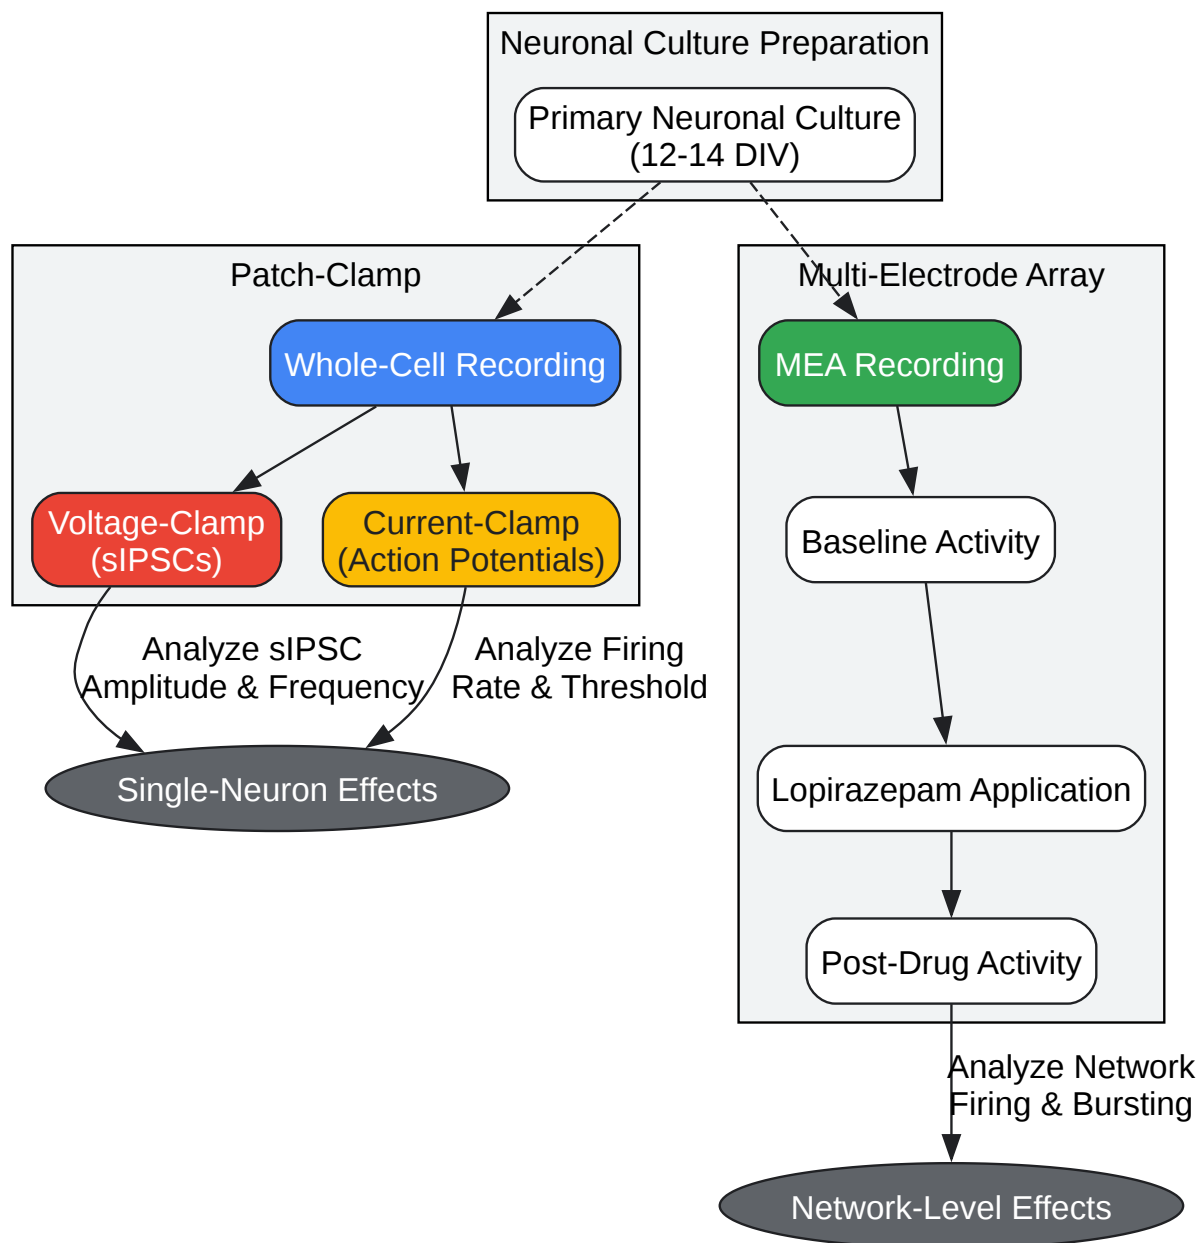 Neuronal Culture Preparation
Primary Neuronal Culture
(12-14 DIV)
Patch-Clamp
Whole-Cell Recording
Voltage-Clamp
(sIPSCs)
Current-Clamp
(Action Potentials)
Analyze sIPSC
Amplitude & Frequency
Analyze Firing
Rate & Threshold
Single-Neuron Effects
Multi-Electrode Array
MEA Recording
Baseline Activity
Lopirazepam Application
Post-Drug Activity
Analyze Network
Firing & Bursting
Network-Level Effects